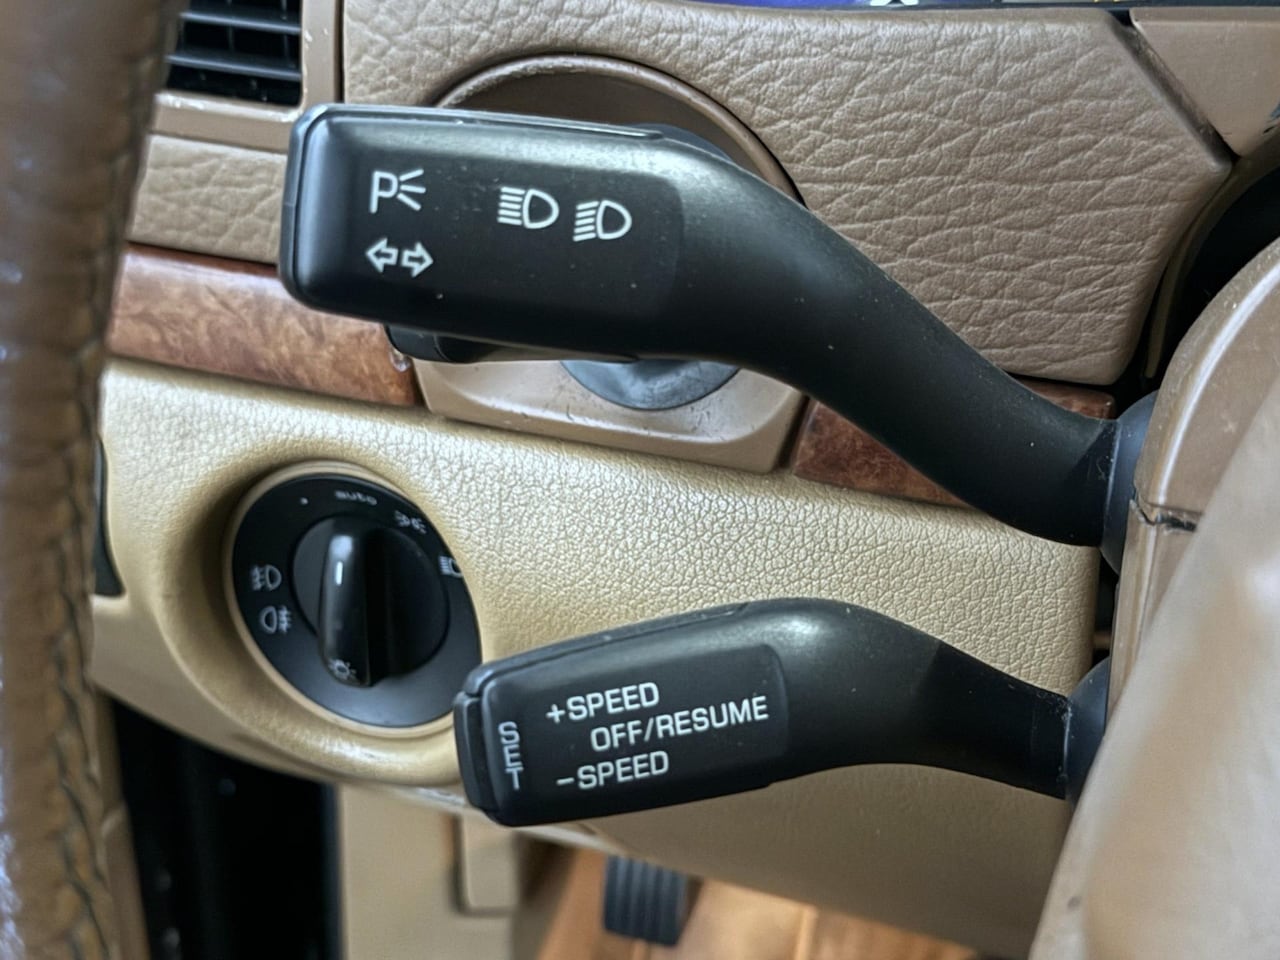 P
auto
+SPEED
OFF/RESUME
-SPEED
SET